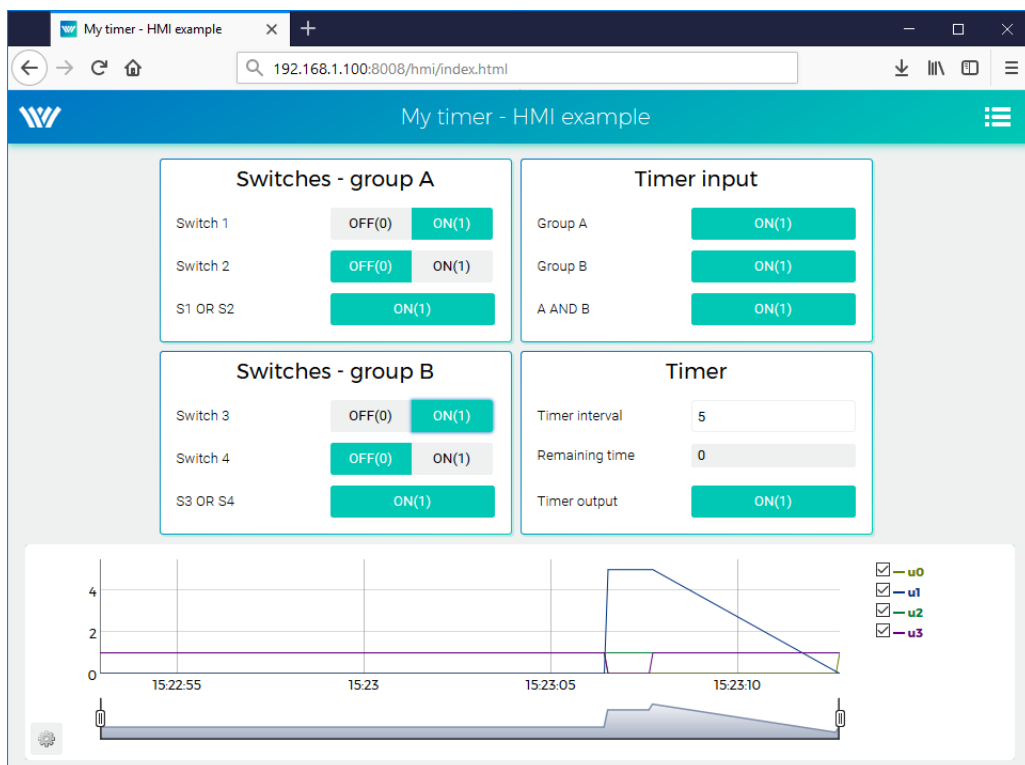 My timer - HMI example
192.168.1.100:8008/hmi/index.html
My timer - HMI example
Switches - group A
Switch 1 OFF(0) ON(1)
Switch 2 OFF(0) ON(1)
S1 OR S2 ON(1)
Timer input
Group A ON(1)
Group B ON(1)
A AND B ON(1)
Switches - group B
Switch 3 OFF(0) ON(1)
Switch 4 OFF(0) ON(1)
S3 OR S4 ON(1)
Timer
Timer interval 5
Remaining time 0
Timer output ON(1)
4
2
0
15:22:55 15:23 15:23:05 15:23:10
u0
u1
u2
u3